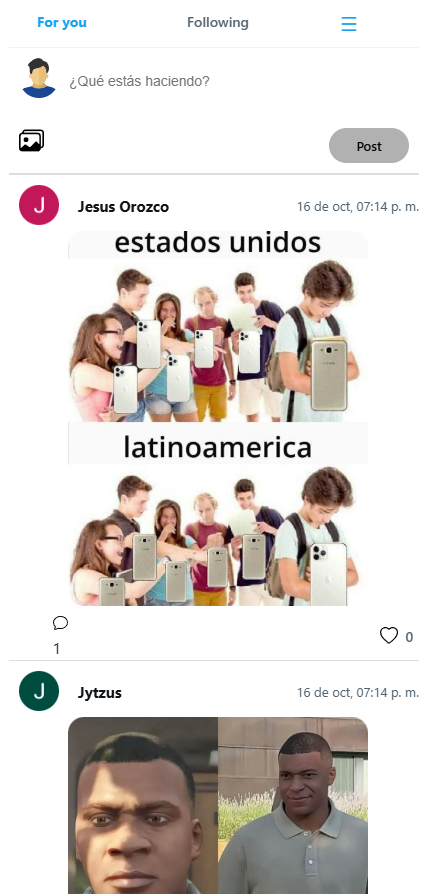 For you
Following
¿Qué estás haciendo?
Post
J
Jesus Orozco
16 de oct, 07:14 p. m.
estados unidos
latinoamerica
1
0
J
Jytzus
16 de oct, 07:14 p. m.